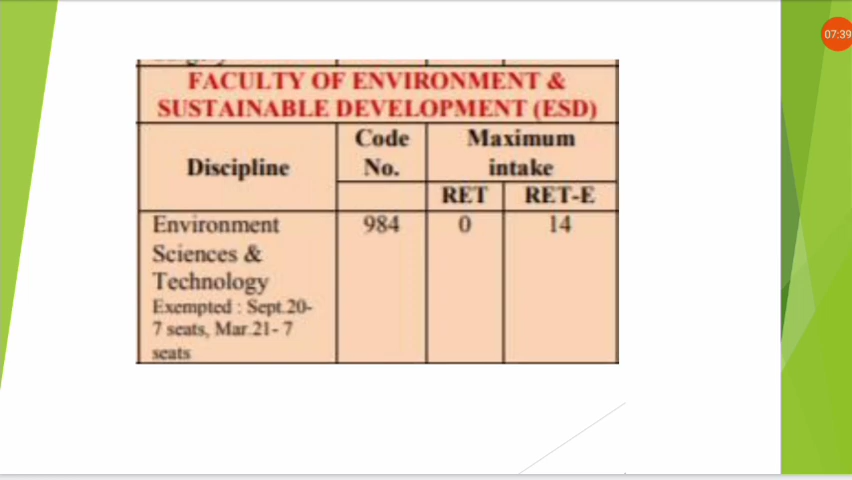 07:39
FACULTY OF ENVIRONMENT &
SUSTAINABLE DEVELOPMENT (ESD)
Discipline
Code
No.
Maximum
intake
RET
RET-E
Environment
Sciences &
Technology
Exempted : Sept.20-
7 seats, Mar.21- 7
seats
984
0
14